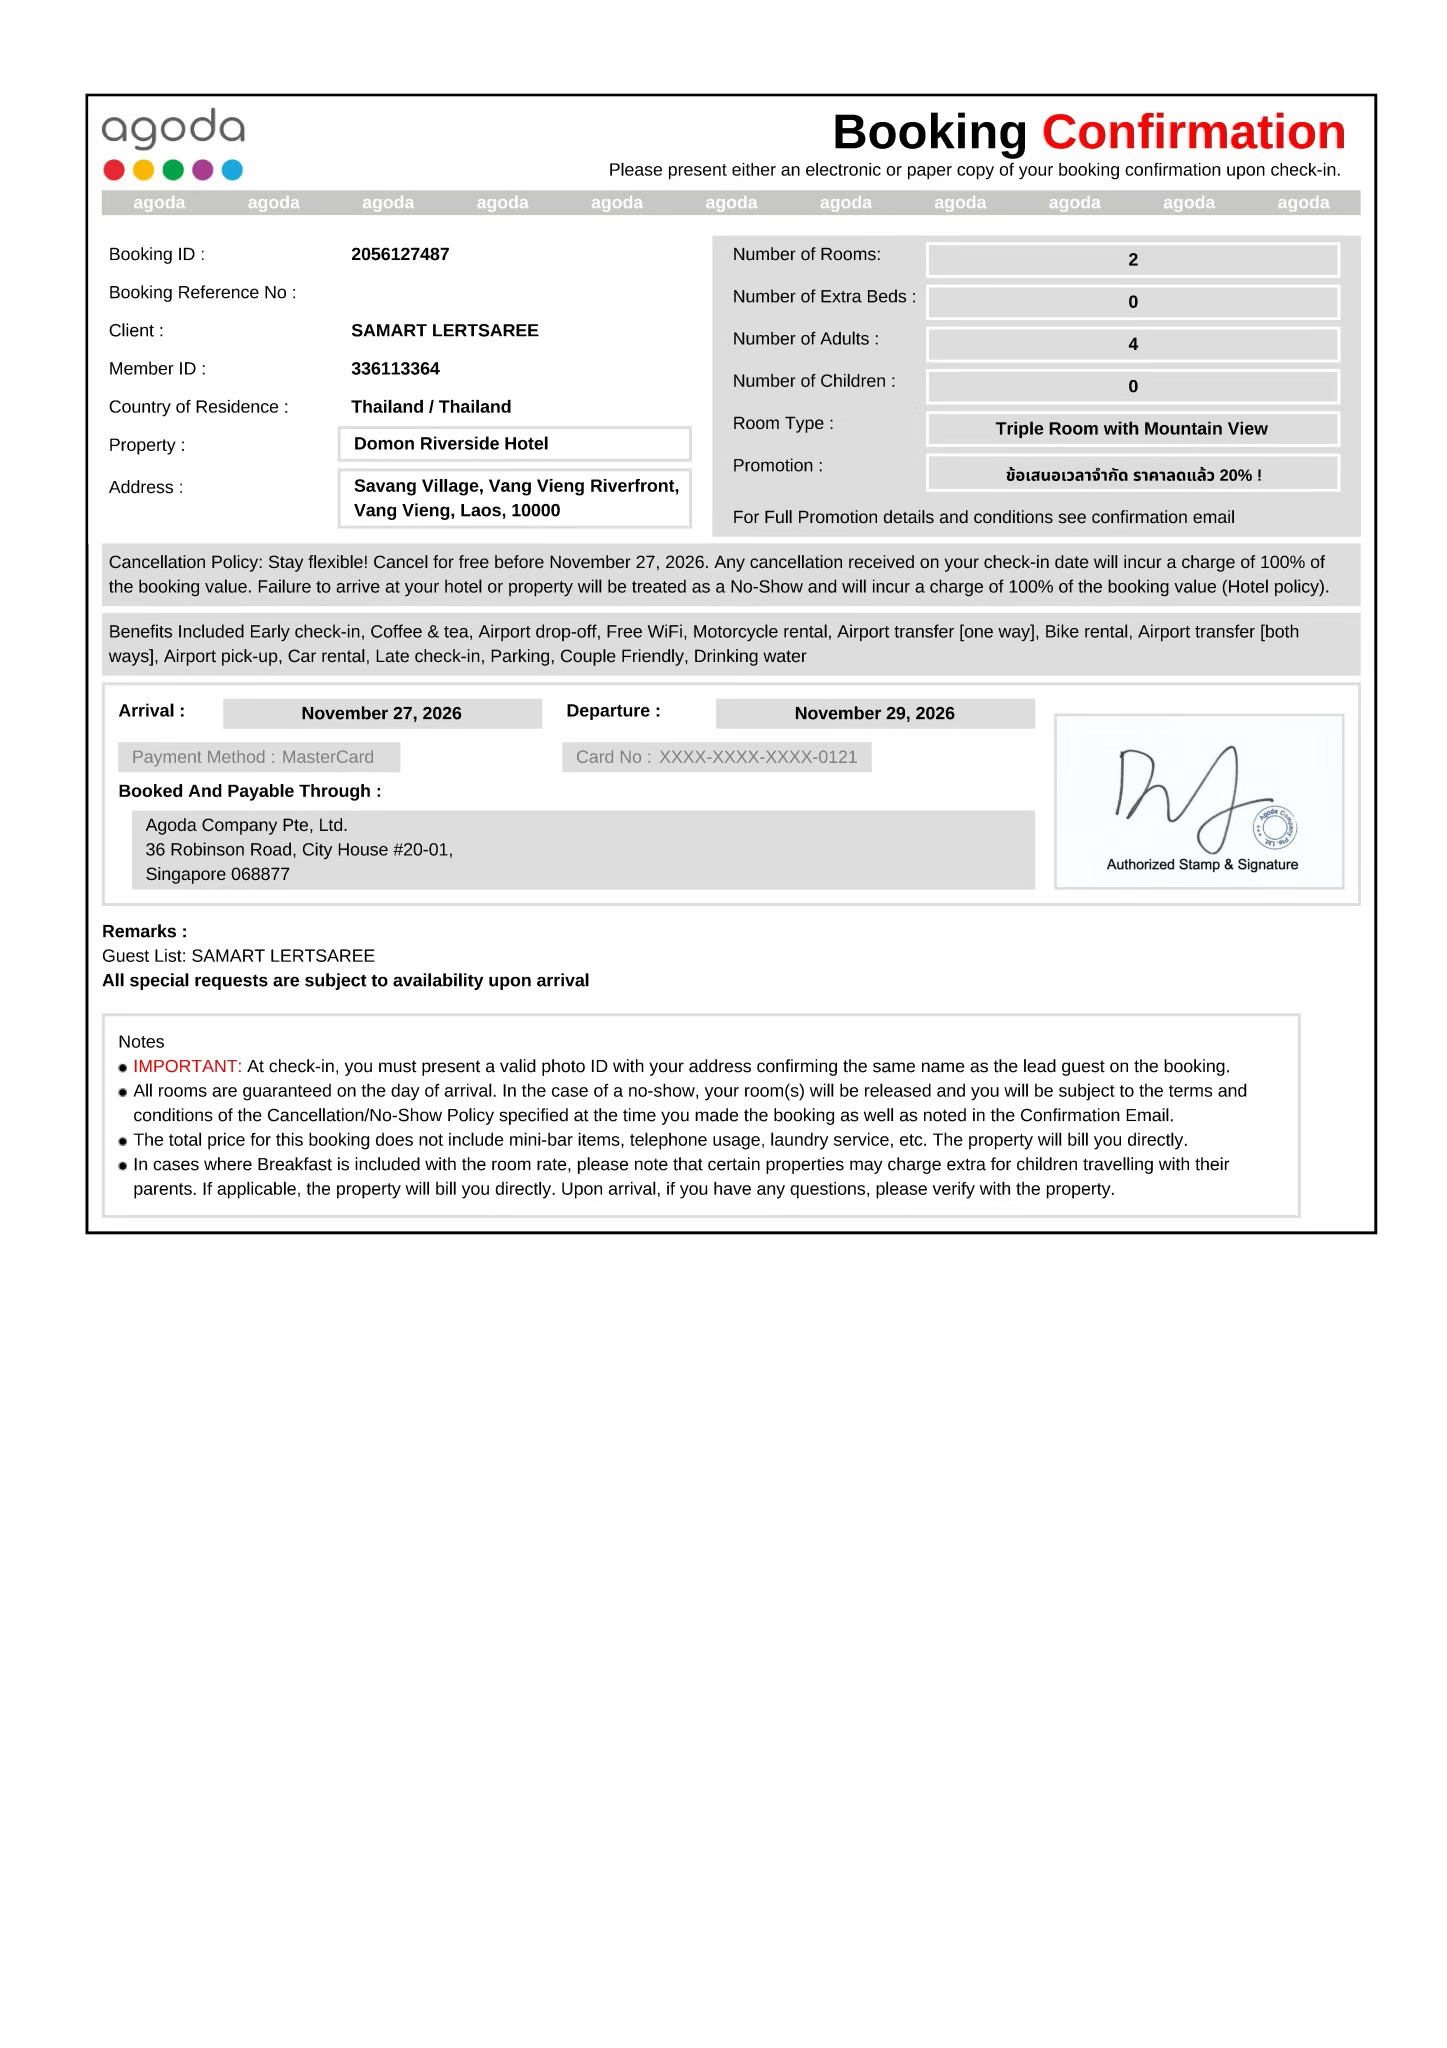 agoda
Booking Confirmation
Please present either an electronic or paper copy of your booking confirmation upon check-in.
agoda agoda agoda agoda agoda agoda agoda agoda agoda agoda agoda
Booking ID : 2056127487
Booking Reference No :
Client : SAMART LERTSAREE
Member ID : 336113364
Country of Residence : Thailand / Thailand
Property : Domon Riverside Hotel
Address : Savang Village, Vang Vieng Riverfront,
Vang Vieng, Laos, 10000
Number of Rooms: 2
Number of Extra Beds : 0
Number of Adults : 4
Number of Children : 0
Room Type : Triple Room with Mountain View
Promotion : ข้อเสนอเวลาจำกัด ราคาลดแล้ว 20% !
For Full Promotion details and conditions see confirmation email
Cancellation Policy: Stay flexible! Cancel for free before November 27, 2026. Any cancellation received on your check-in date will incur a charge of 100% of
the booking value. Failure to arrive at your hotel or property will be treated as a No-Show and will incur a charge of 100% of the booking value (Hotel policy).
Benefits Included Early check-in, Coffee & tea, Airport drop-off, Free WiFi, Motorcycle rental, Airport transfer [one way], Bike rental, Airport transfer [both
ways], Airport pick-up, Car rental, Late check-in, Parking, Couple Friendly, Drinking water
Arrival : November 27, 2026 Departure : November 29, 2026
Payment Method : MasterCard Card No : XXXX-XXXX-XXXX-0121
Booked And Payable Through :
Agoda Company Pte, Ltd.
36 Robinson Road, City House #20-01,
Singapore 068877
Agoda Company Pte. Ltd.
Authorized Stamp & Signature
Remarks :
Guest List: SAMART LERTSAREE
All special requests are subject to availability upon arrival
Notes
● IMPORTANT: At check-in, you must present a valid photo ID with your address confirming the same name as the lead guest on the booking.
● All rooms are guaranteed on the day of arrival. In the case of a no-show, your room(s) will be released and you will be subject to the terms and
conditions of the Cancellation/No-Show Policy specified at the time you made the booking as well as noted in the Confirmation Email.
● The total price for this booking does not include mini-bar items, telephone usage, laundry service, etc. The property will bill you directly.
● In cases where Breakfast is included with the room rate, please note that certain properties may charge extra for children travelling with their
parents. If applicable, the property will bill you directly. Upon arrival, if you have any questions, please verify with the property.